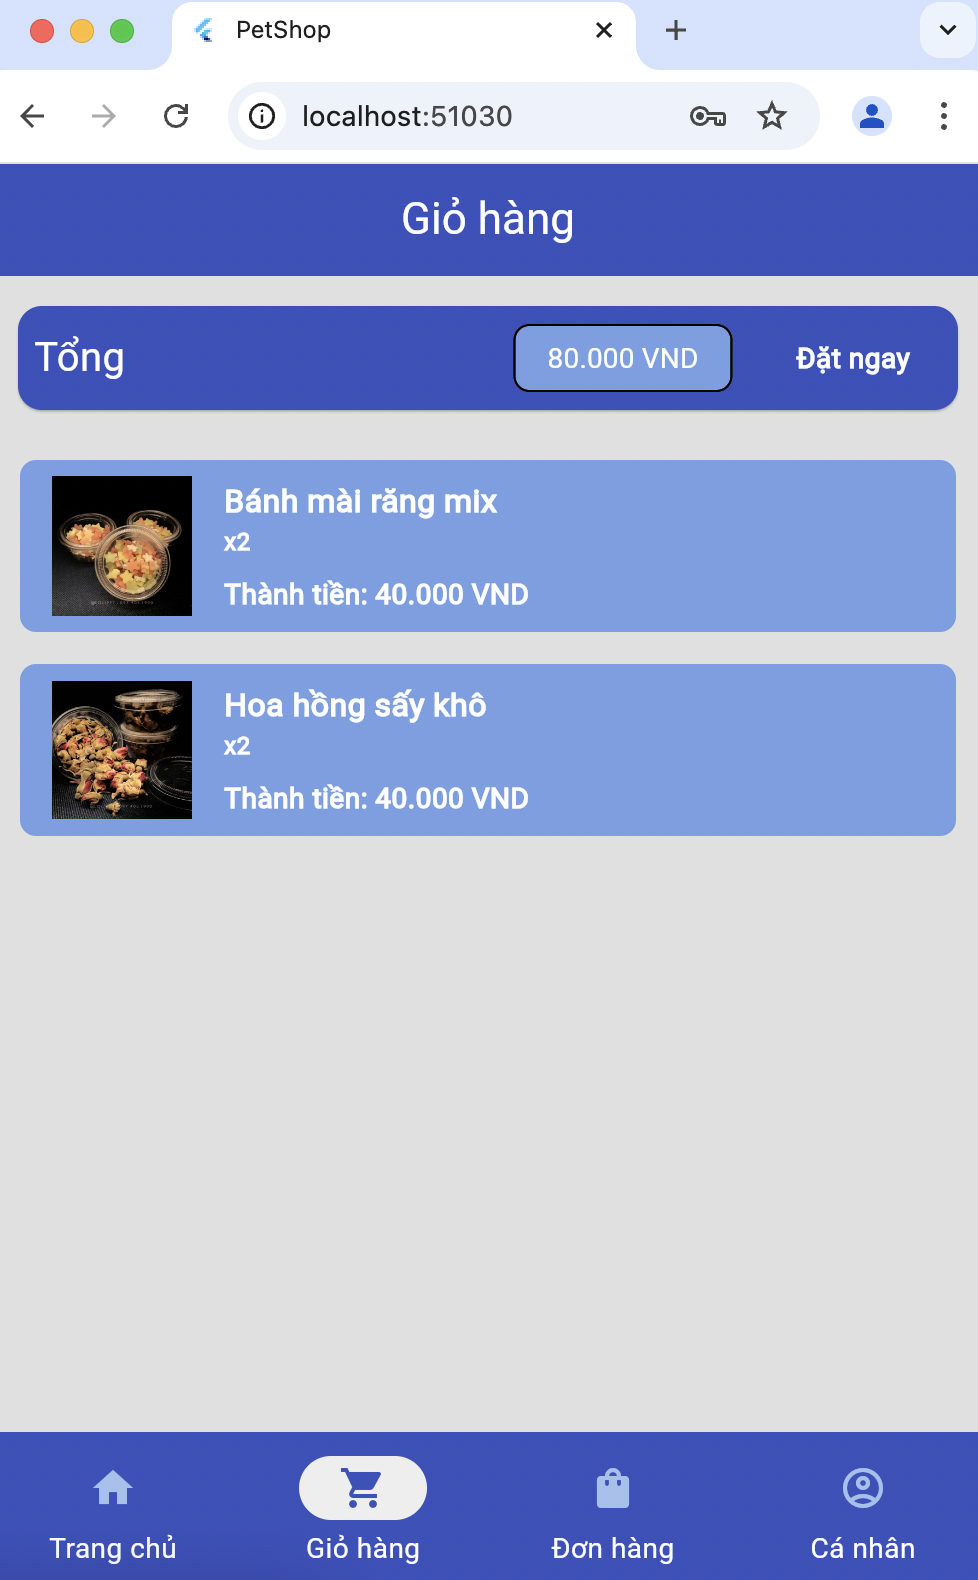 PetShop
localhost:51030
Giỏ hàng
Tổng 80.000 VND Đặt ngay
Bánh mài răng mix
x2
Thành tiền: 40.000 VND
Hoa hồng sấy khô
x2
Thành tiền: 40.000 VND
Trang chủ Giỏ hàng Đơn hàng Cá nhân